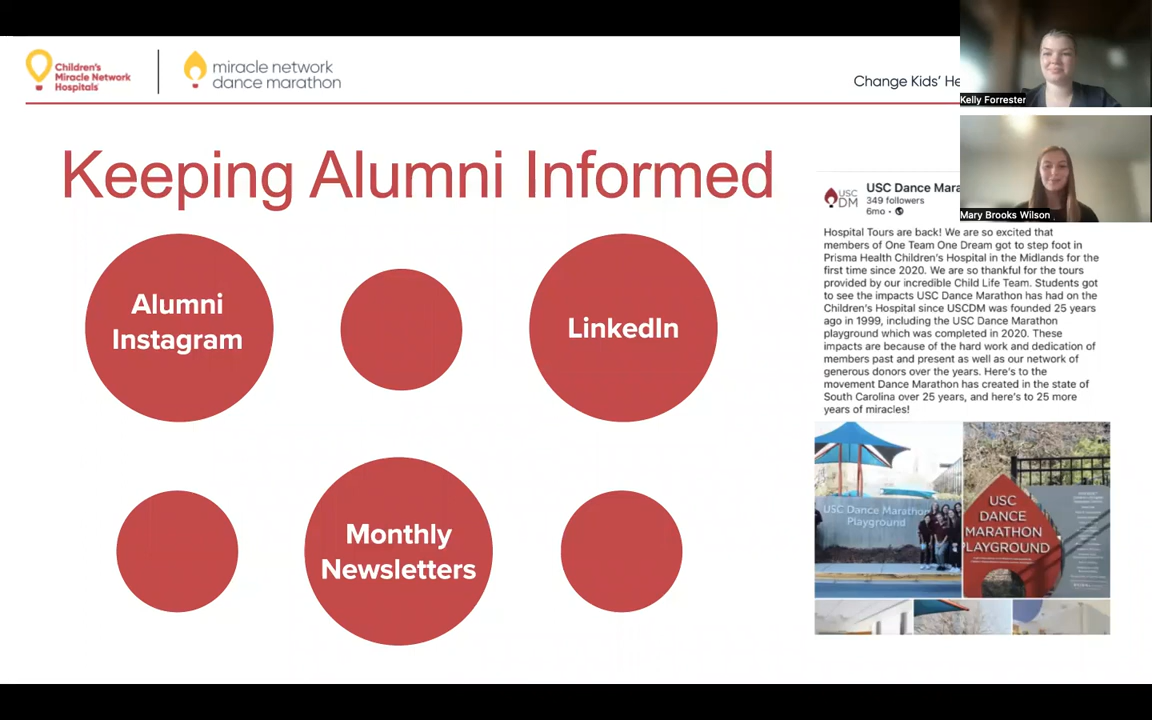 Children's
Miracle Network
Hospitals
miracle network
dance marathon
Change Kids' He
Kelly Forrester
Mary Brooks Wilson
Keeping Alumni Informed
Alumni
Instagram
LinkedIn
Monthly
Newsletters
USC
DM
USC Dance Mara
349 followers
6mo •
Hospital Tours are back! We are so excited that
members of One Team One Dream got to step foot in
Prisma Health Children's Hospital in the Midlands for the
first time since 2020. We are so thankful for the tours
provided by our incredible Child Life Team. Students got
to see the impacts USC Dance Marathon has had on the
Children's Hospital since USCDM was founded 25 years
ago in 1999, including the USC Dance Marathon
playground which was completed in 2020. These
impacts are because of the hard work and dedication of
members past and present as well as our network of
generous donors over the years. Here's to the
movement Dance Marathon has created in the state of
South Carolina over 25 years, and here's to 25 more
years of miracles!
USC Dance Marathon
Playground
USC
DANCE
MARATHON
PLAYGROUND